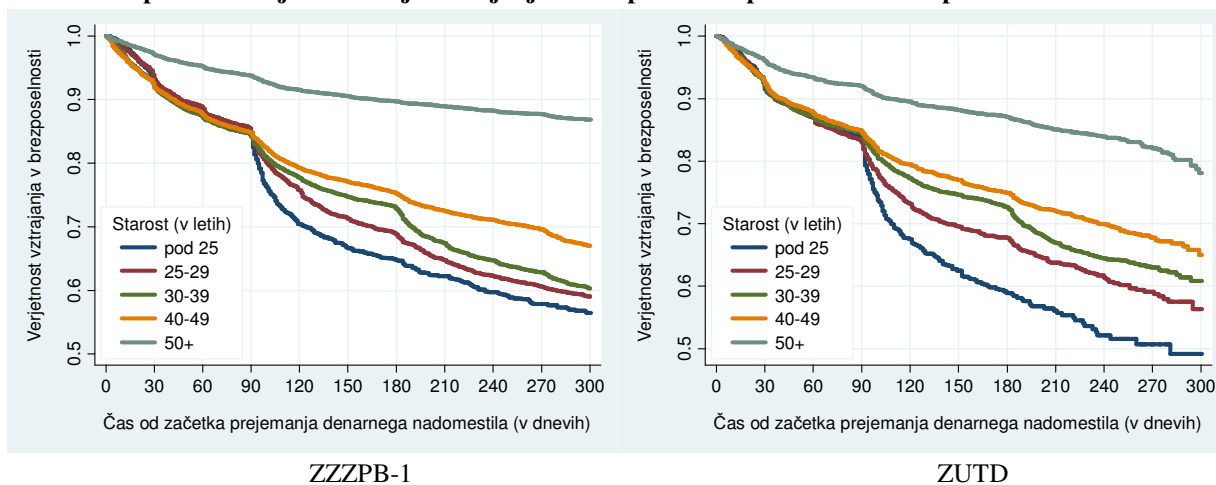 Verjetnost vztrajanja v brezposelnosti
1.0
0.9
0.8
0.7
0.6
0.5
Starost (v letih)
pod 25
25-29
30-39
40-49
50+
0 30 60 90 120 150 180 210 240 270 300
Čas od začetka prejemanja denarnega nadomestila (v dnevih)
ZZZPB-1
Verjetnost vztrajanja v brezposelnosti
1.0
0.9
0.8
0.7
0.6
0.5
Starost (v letih)
pod 25
25-29
30-39
40-49
50+
0 30 60 90 120 150 180 210 240 270 300
Čas od začetka prejemanja denarnega nadomestila (v dnevih)
ZUTD